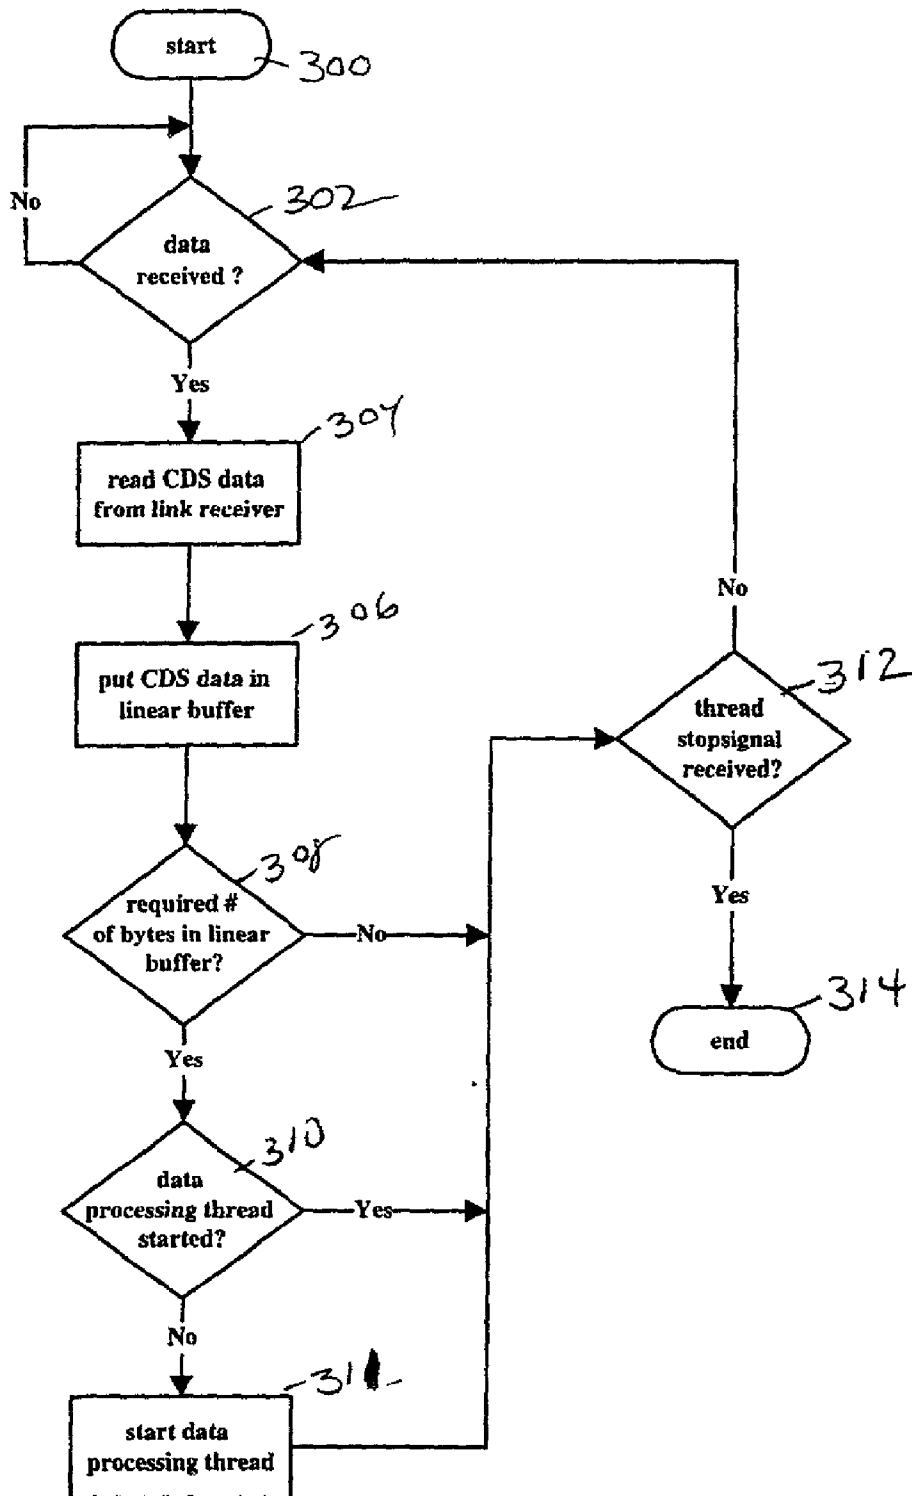 start
300
No
302
data
received ?
Yes
304
read CDS data
from link receiver
306
put CDS data in
linear buffer
No
312
thread
stopsignal
received?
308
required #
of bytes in linear
buffer?
No
Yes
314
end
Yes
310
data
processing thread
started?
Yes
No
311
start data
processing thread